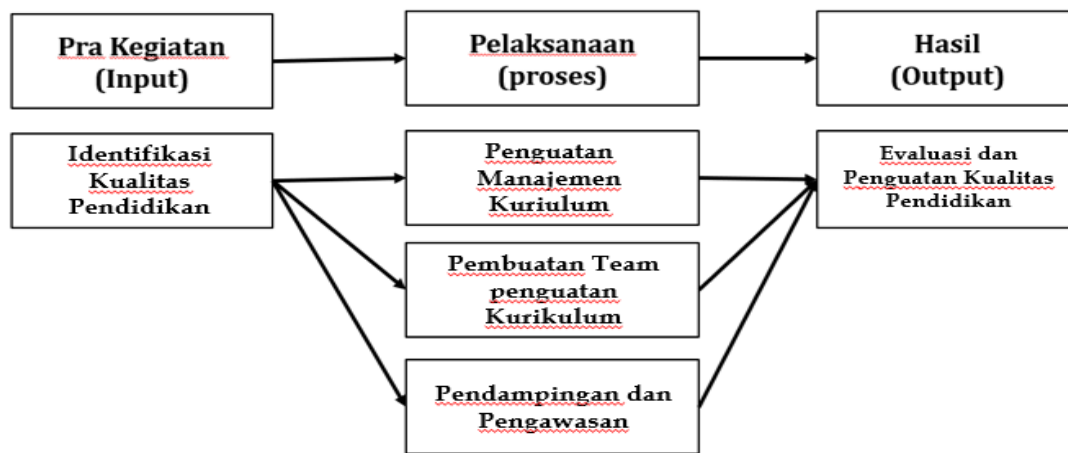 Pra Kegiatan
(Input)
Pelaksanaan
(proses)
Hasil
(Output)
Identifikasi
Kualitas
Pendidikan
Penguatan
Manajemen
Kuriulum
Evaluasi dan
Penguatan Kualitas
Pendidikan
Pembuatan Team
penguatan
Kurikulum
Pendampingan dan
Pengawasan